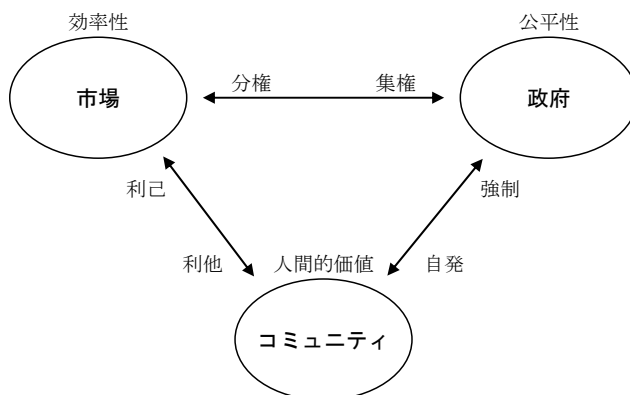 効率性
公平性
市場
分権
集権
政府
利己
強制
利他
人間的価値
自発
コミュニティ